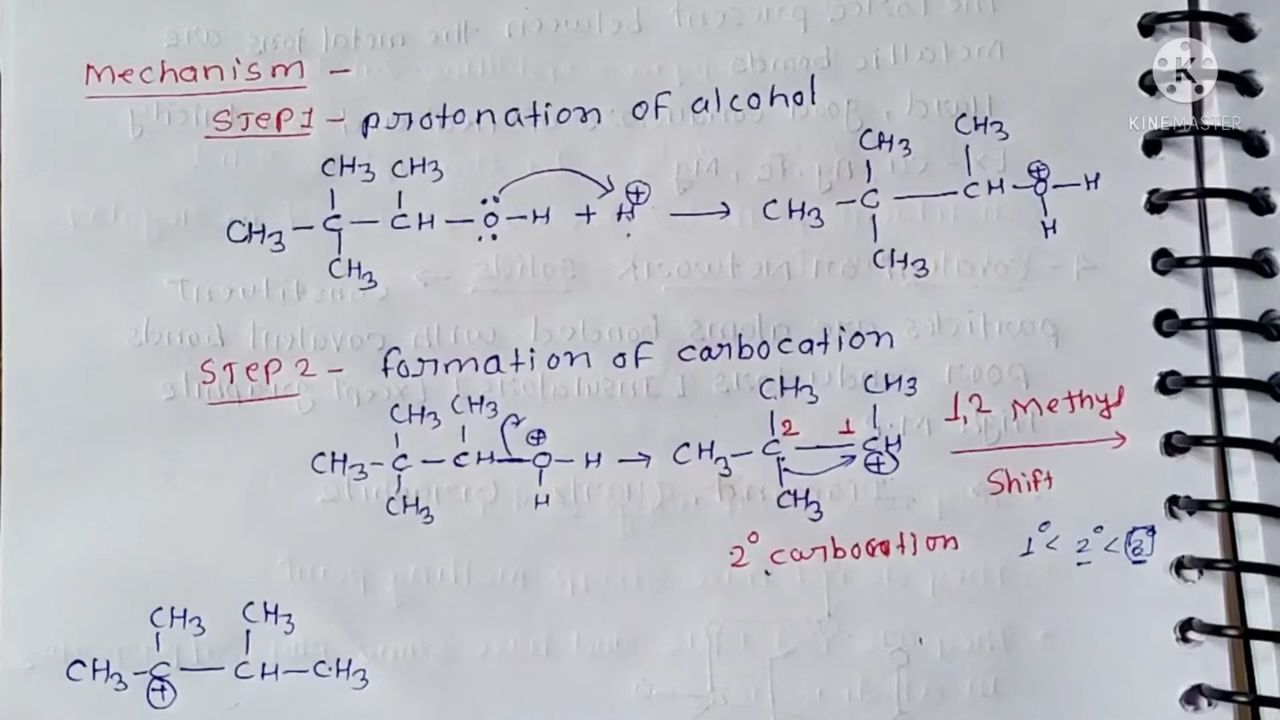 Mechanism -
STEP 1 - protonation of alcohol
CH3 CH3
CH3 - C - CH - O - H + H⊕ → CH3 - C - CH - O⊕ - H
CH3
CH3
CH3
H
CH3
STEP 2 - formation of carbocation
CH3 CH3
CH3 - C - CH - O⊕ - H → CH3 - C - CH⊕
CH3
H
CH3
CH3
2 1
CH3
1,2 Methyl
Shift
2° carbocation
1° < 2° < 3°
CH3 CH3
CH3 - C⊕ - CH - CH3
K
KINEMASTER